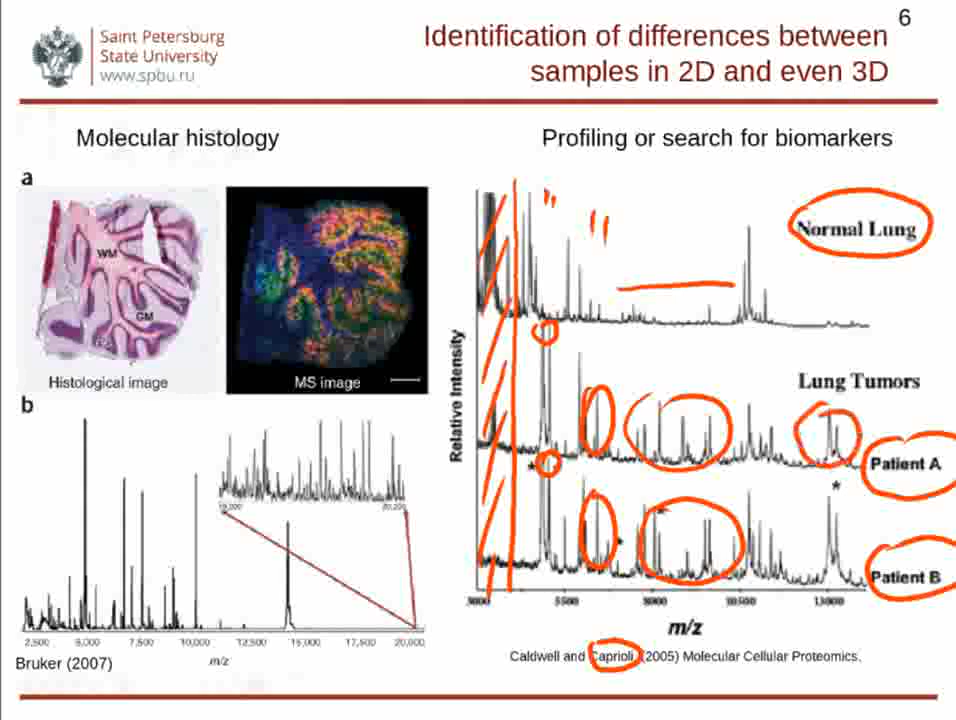 6
Saint Petersburg
State University
www.spbu.ru
Identification of differences between
samples in 2D and even 3D
Molecular histology
Profiling or search for biomarkers
a
WM
GM
Histological image
MS image
b
20,000
2,500 5,000 7,500 10,000 12,500 15,000 17,500 20,000
m/z
Bruker (2007)
Normal Lung
Lung Tumors
Relative Intensity
Patient A
*
*
Patient B
m/z
Caldwell and Caprioli (2005) Molecular Cellular Proteomics.